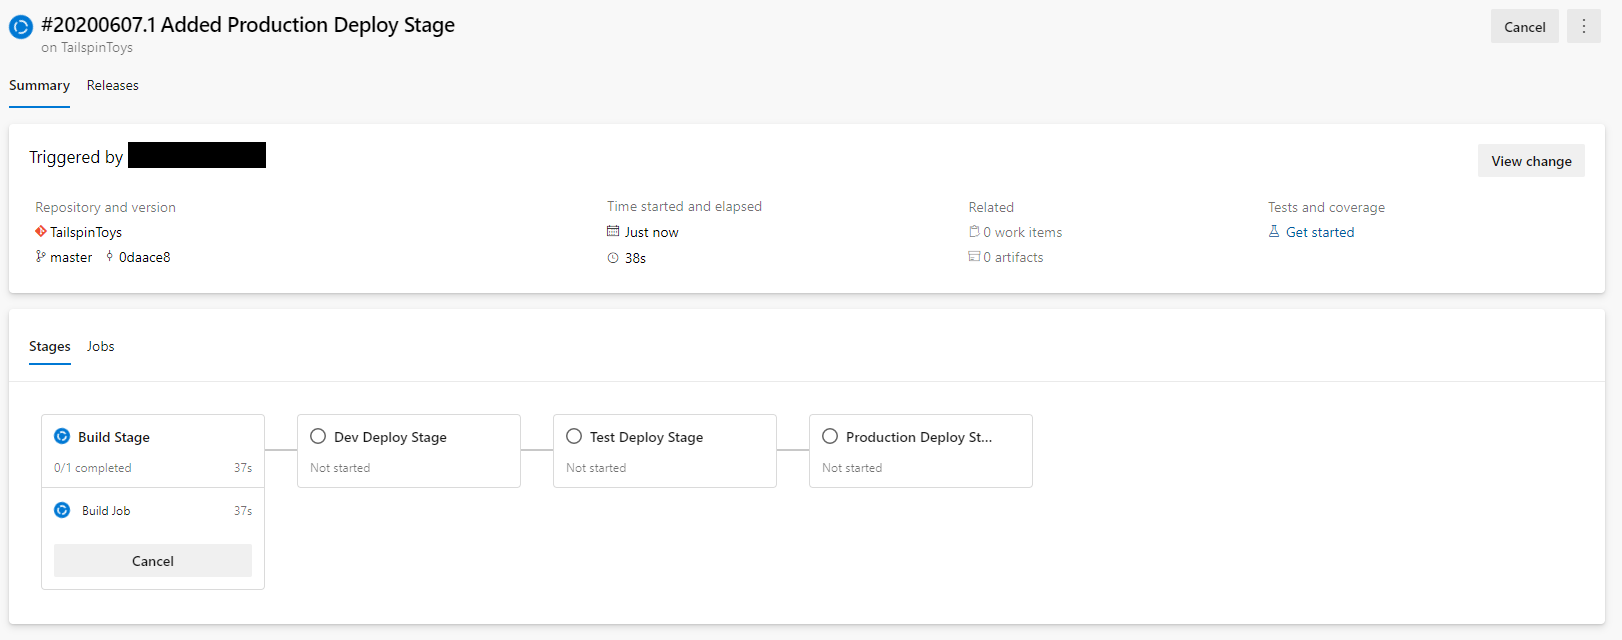 #20200607.1 Added Production Deploy Stage
on TailspinToys
Cancel
Summary Releases
Triggered by
View change
Repository and version
TailspinToys
master 0daace8
Time started and elapsed
Just now
38s
Related
0 work items
0 artifacts
Tests and coverage
Get started
Stages Jobs
Build Stage
0/1 completed 37s
Build Job 37s
Cancel
Dev Deploy Stage
Not started
Test Deploy Stage
Not started
Production Deploy St...
Not started